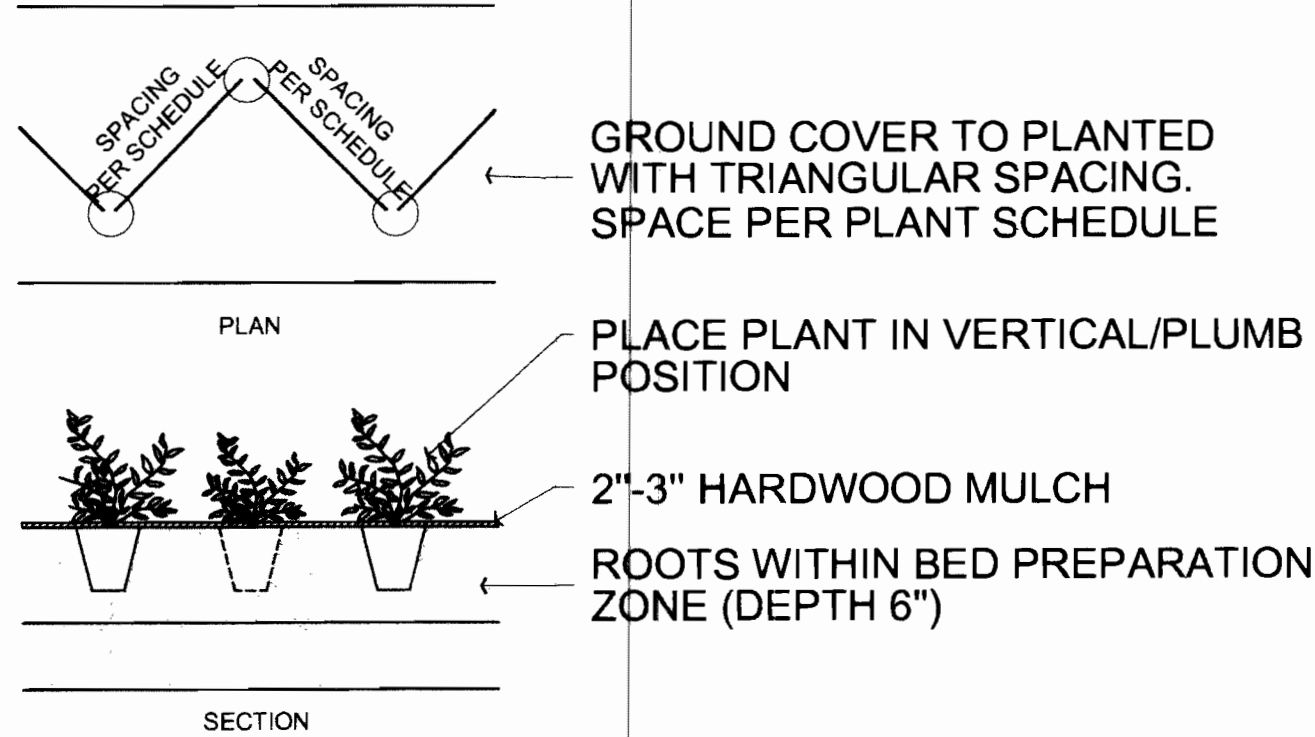 SPACING
PER SCHEDULE
SPACING
PER SCHEDULE
GROUND COVER TO PLANTED
WITH TRIANGULAR SPACING.
SPACE PER PLANT SCHEDULE
PLAN
PLACE PLANT IN VERTICAL/PLUMB
POSITION
2"-3" HARDWOOD MULCH
ROOTS WITHIN BED PREPARATION
ZONE (DEPTH 6")
SECTION